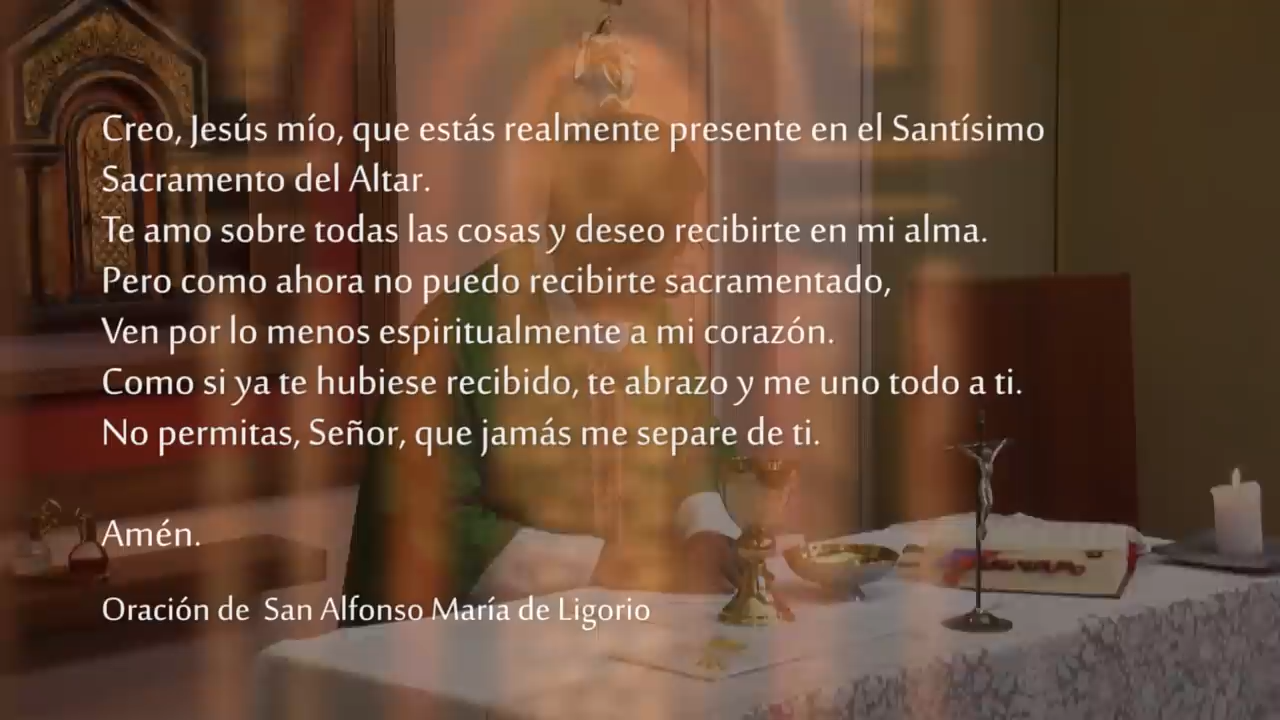 Creo, Jesús mío, que estás realmente presente en el Santísimo
Sacramento del Altar.
Te amo sobre todas las cosas y deseo recibirte en mi alma.
Pero como ahora no puedo recibirte sacramentado,
Ven por lo menos espiritualmente a mi corazón.
Como si ya te hubiese recibido, te abrazo y me uno todo a ti.
No permitas, Señor, que jamás me separe de ti.
Amén.
Oración de San Alfonso María de Ligorio